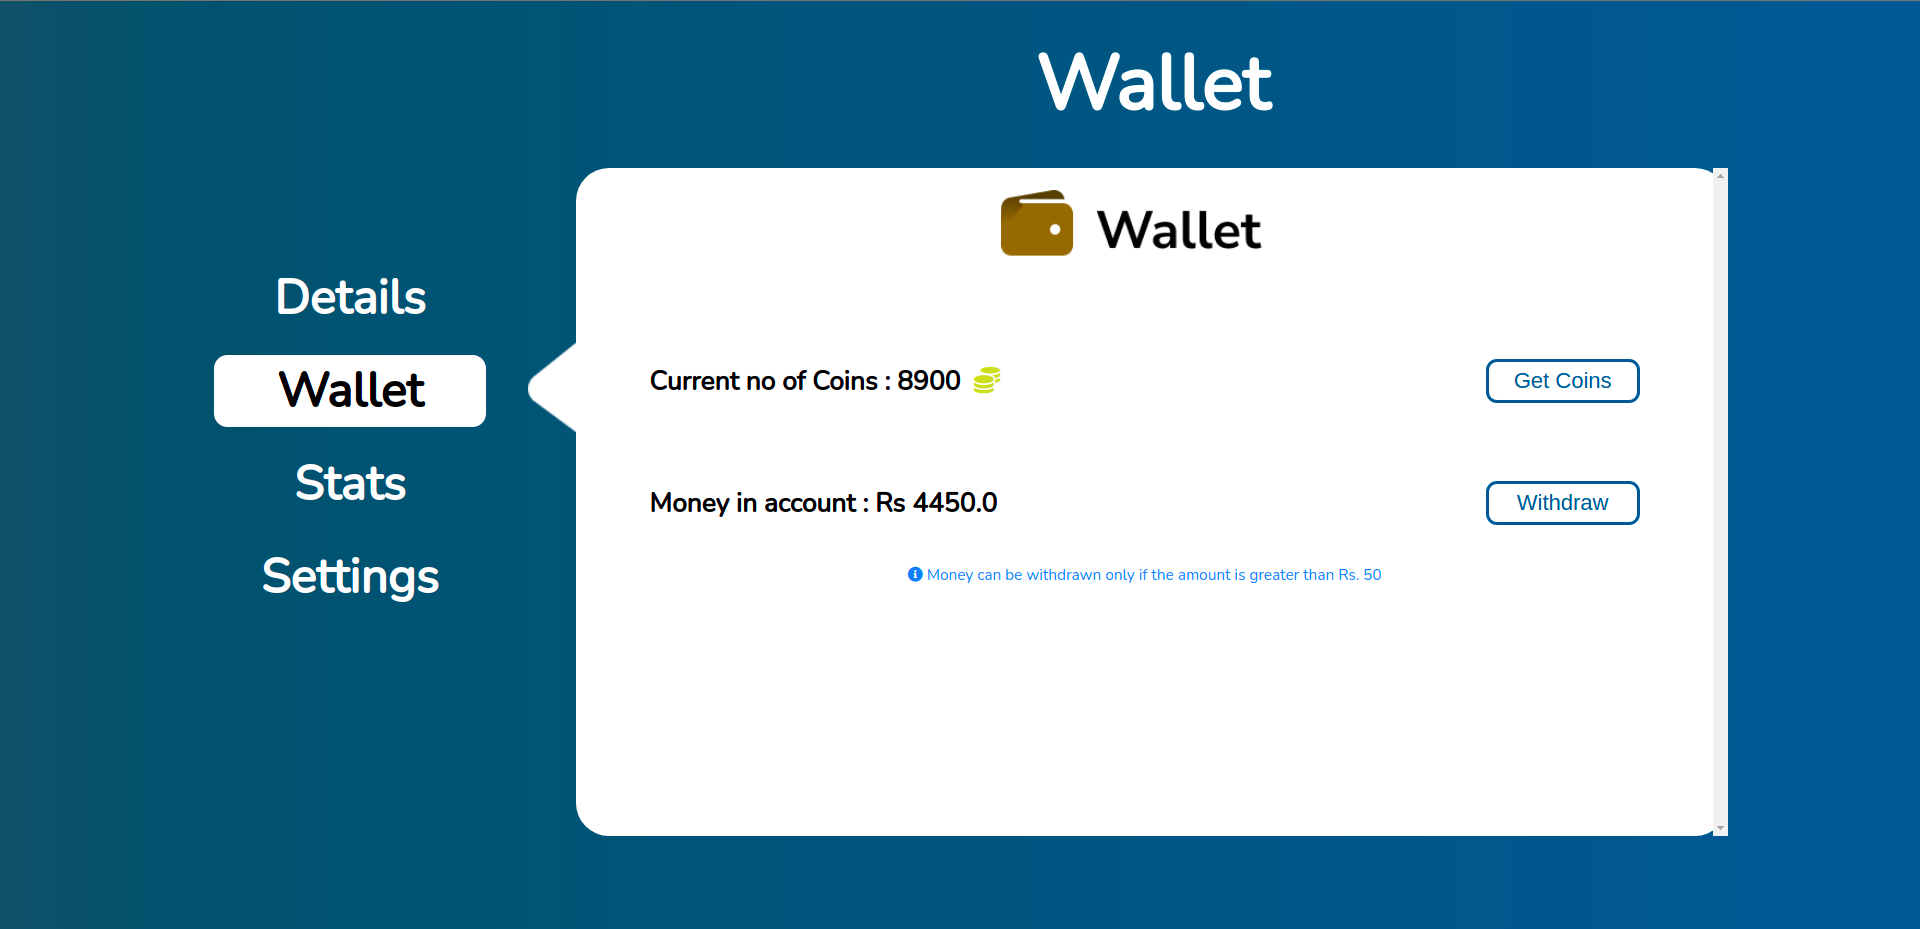 Wallet
Wallet
Details
Wallet
Stats
Settings
Current no of Coins : 8900
Get Coins
Money in account : Rs 4450.0
Withdraw
Money can be withdrawn only if the amount is greater than Rs. 50